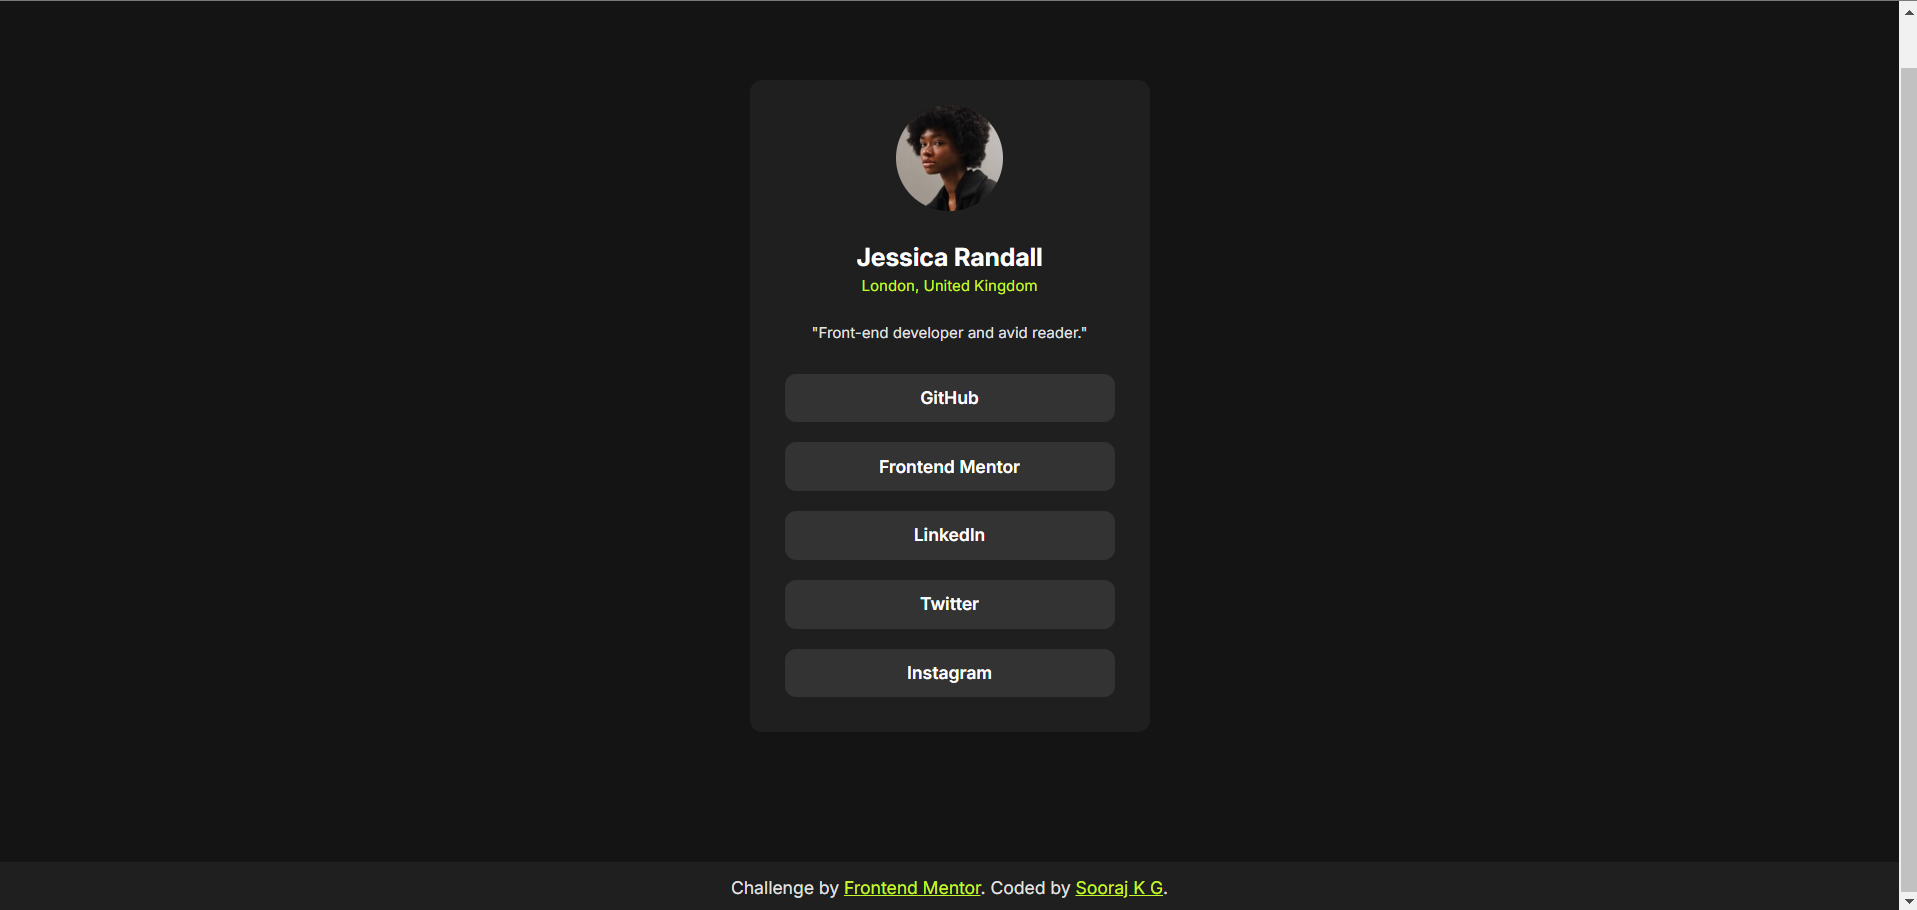 Jessica Randall
London, United Kingdom
"Front-end developer and avid reader."
GitHub
Frontend Mentor
LinkedIn
Twitter
Instagram
Challenge by Frontend Mentor. Coded by Sooraj K G.